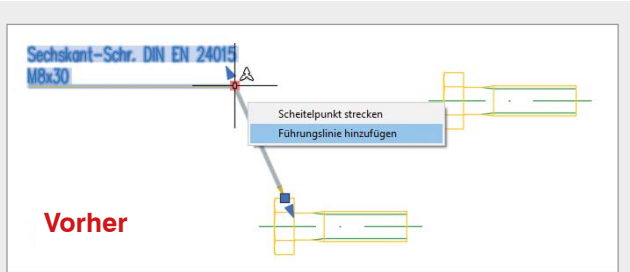 Sechskant-Schr. DIN EN 24015
M8x30
Scheitelpunkt strecken
Führungslinie hinzufügen
Vorher